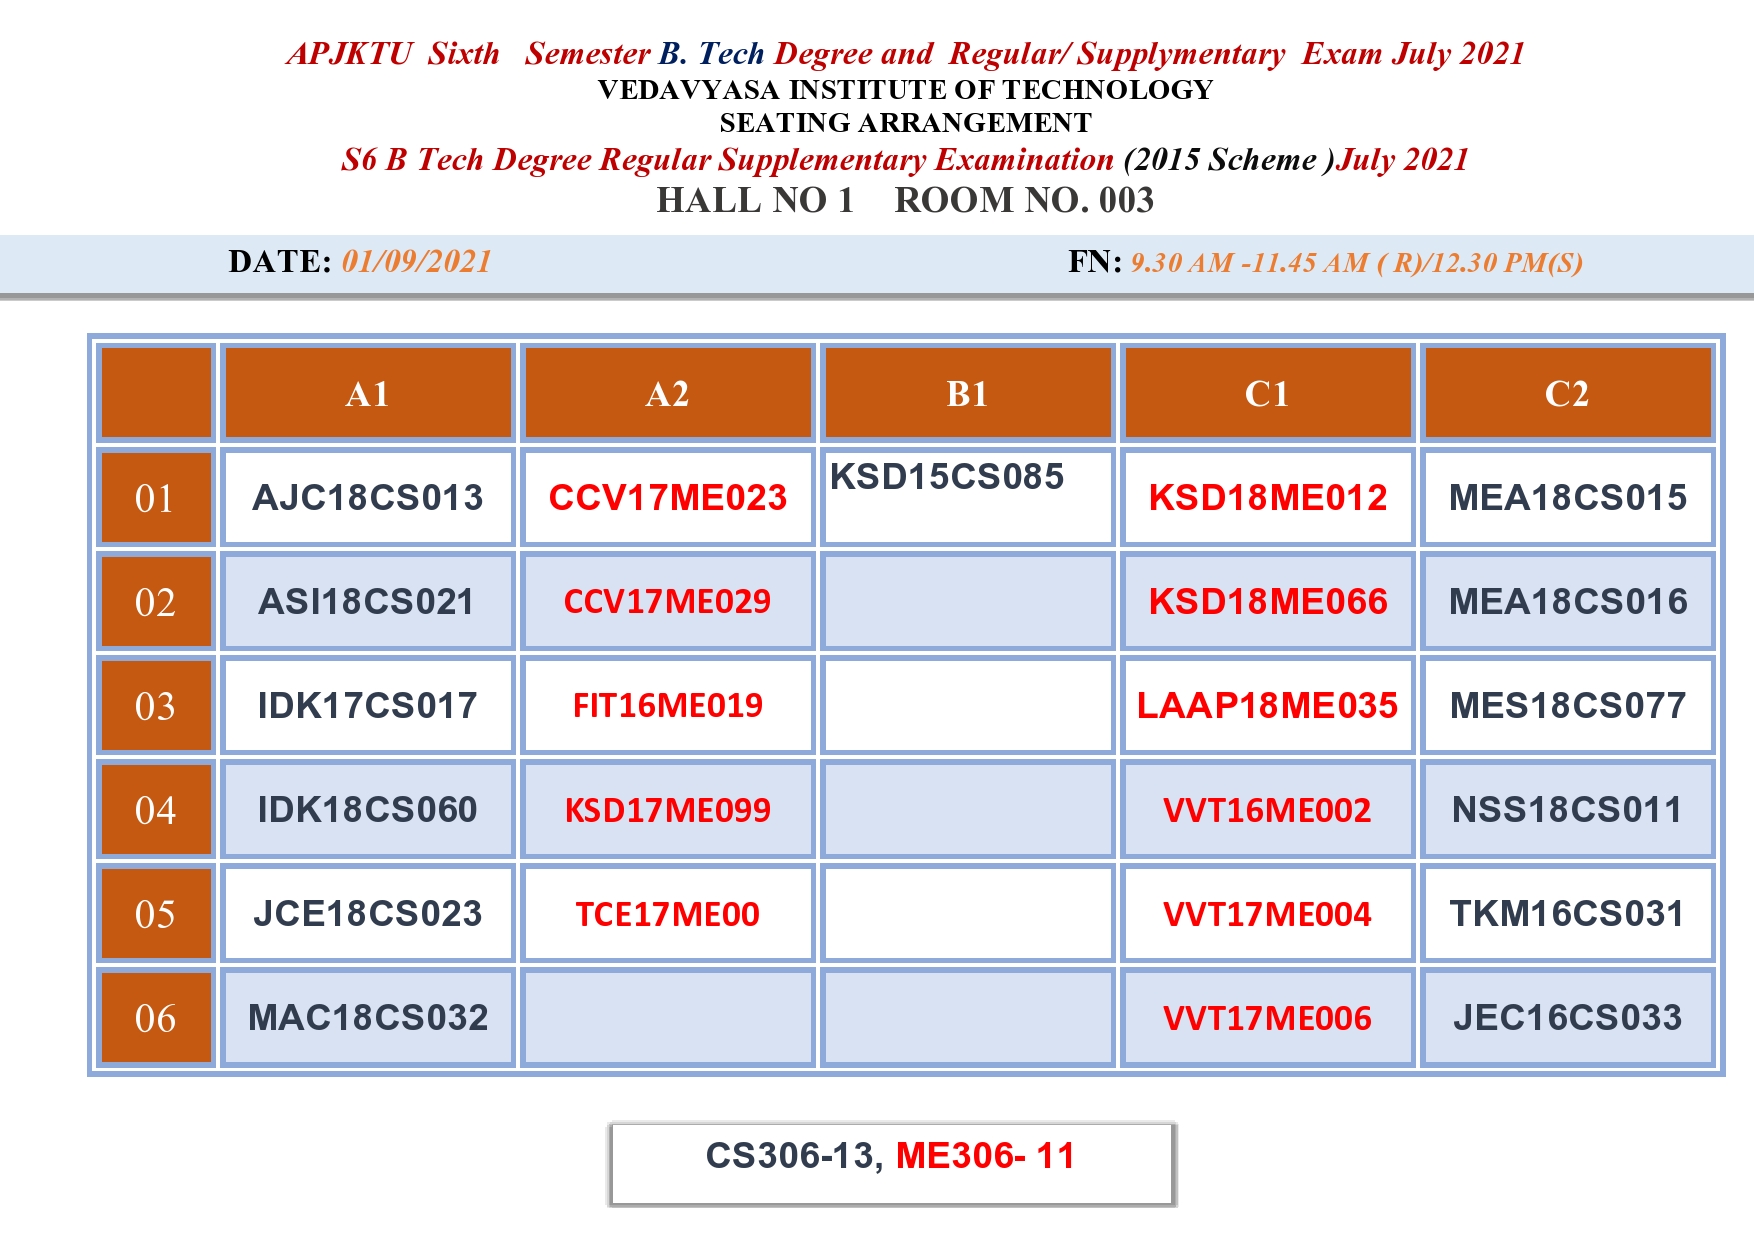 APJKTU Sixth Semester B. Tech Degree and Regular/ Supplymentary Exam July 2021
VEDAVYASA INSTITUTE OF TECHNOLOGY
SEATING ARRANGEMENT
S6 B Tech Degree Regular Supplementary Examination (2015 Scheme )July 2021
HALL NO 1 ROOM NO. 003
DATE: 01/09/2021 FN: 9.30 AM -11.45 AM ( R)/12.30 PM(S)
A1 A2 B1 C1 C2
01 AJC18CS013 CCV17ME023 KSD15CS085 KSD18ME012 MEA18CS015
02 ASI18CS021 CCV17ME029 KSD18ME066 MEA18CS016
03 IDK17CS017 FIT16ME019 LAAP18ME035 MES18CS077
04 IDK18CS060 KSD17ME099 VVT16ME002 NSS18CS011
05 JCE18CS023 TCE17ME00 VVT17ME004 TKM16CS031
06 MAC18CS032 VVT17ME006 JEC16CS033
CS306-13, ME306- 11